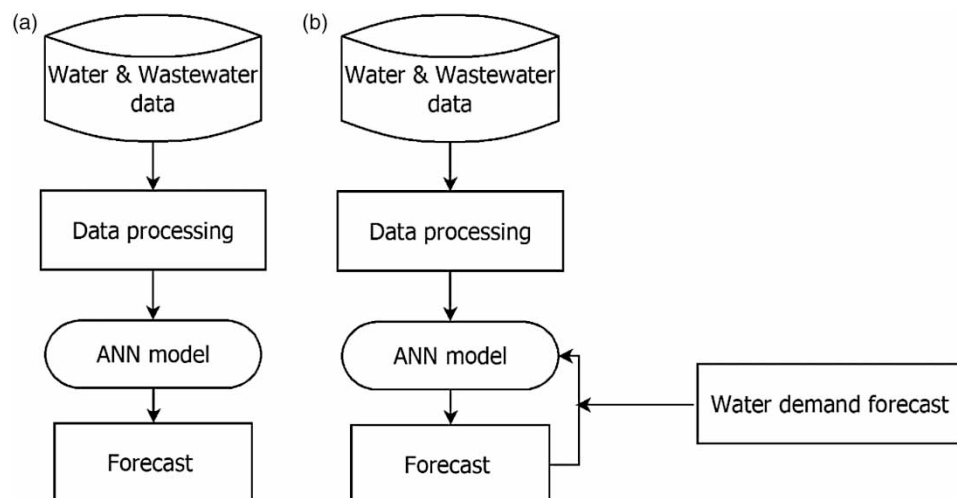 (a)
Water & Wastewater
data
Data processing
ANN model
Forecast
(b)
Water & Wastewater
data
Data processing
ANN model
Forecast
Water demand forecast